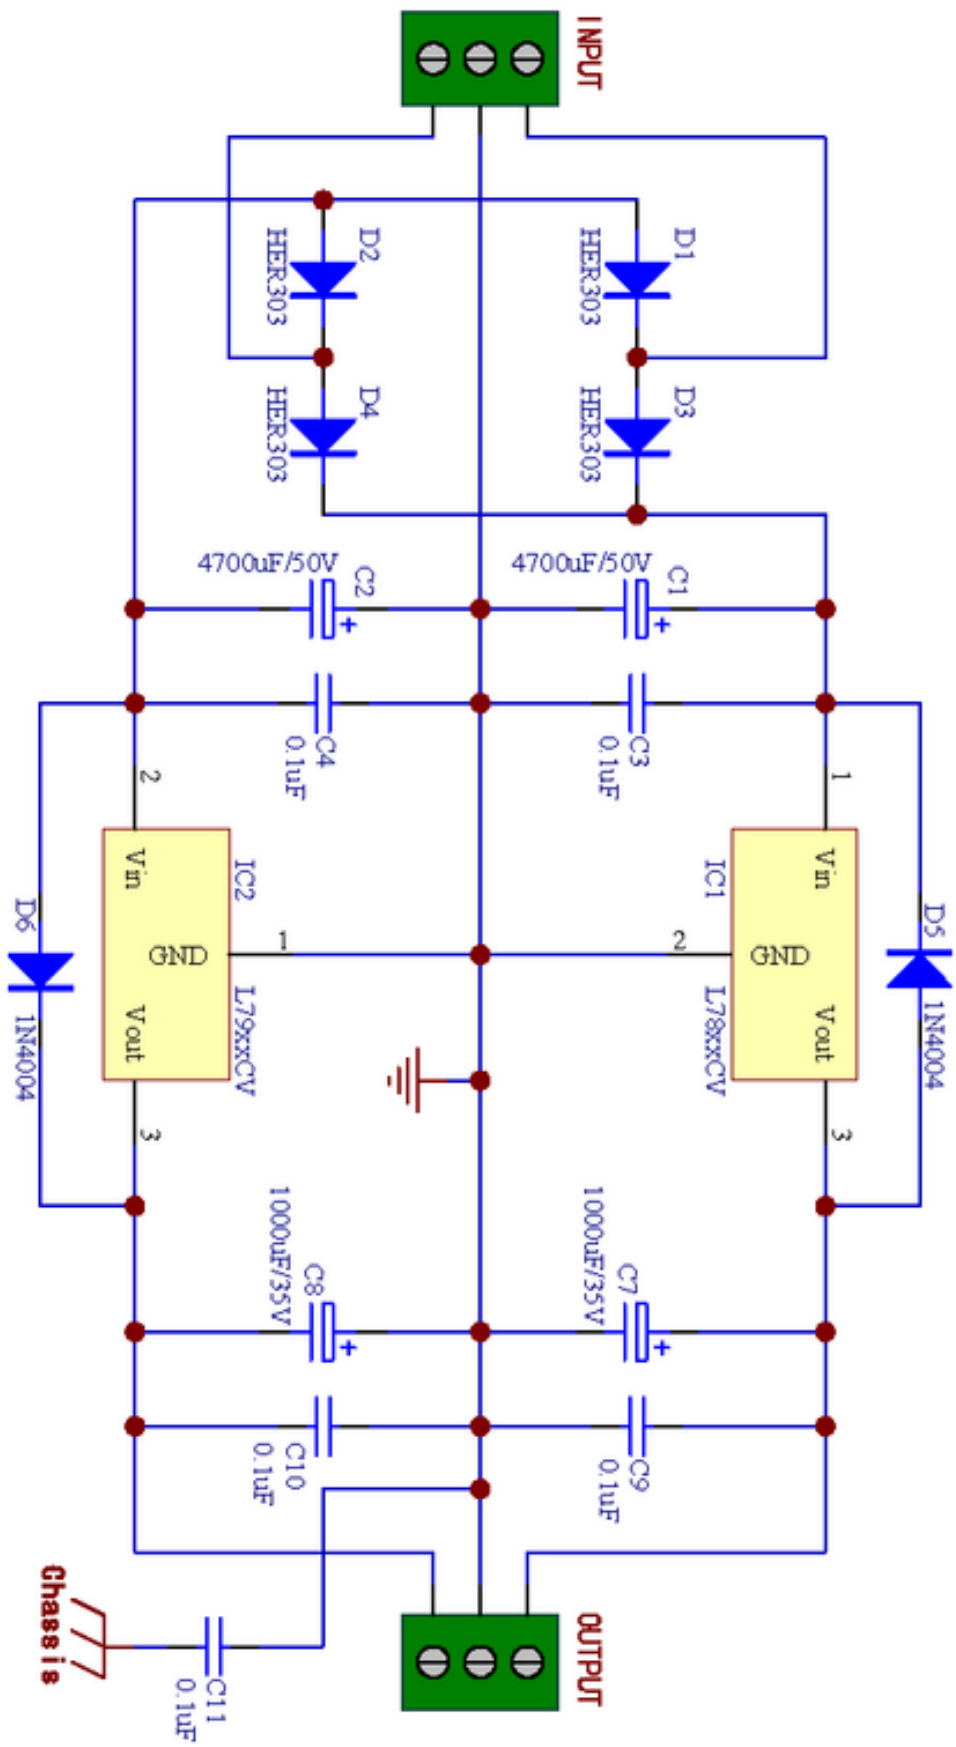 INPUT
D1
HER303
D2
HER303
D3
HER303
D4
HER303
C1
4700uF/50V
+
C2
4700uF/50V
+
C3
0.1uF
C4
0.1uF
1
Vin
IC1
GND
2
L78xxCV
Vout
3
D5
1N4004
2
Vin
IC2
GND
1
L79xxCV
Vout
3
D6
1N4004
C7
1000uF/35V
+
C8
1000uF/35V
+
C9
0.1uF
C10
0.1uF
OUTPUT
C11
0.1uF
Chassis